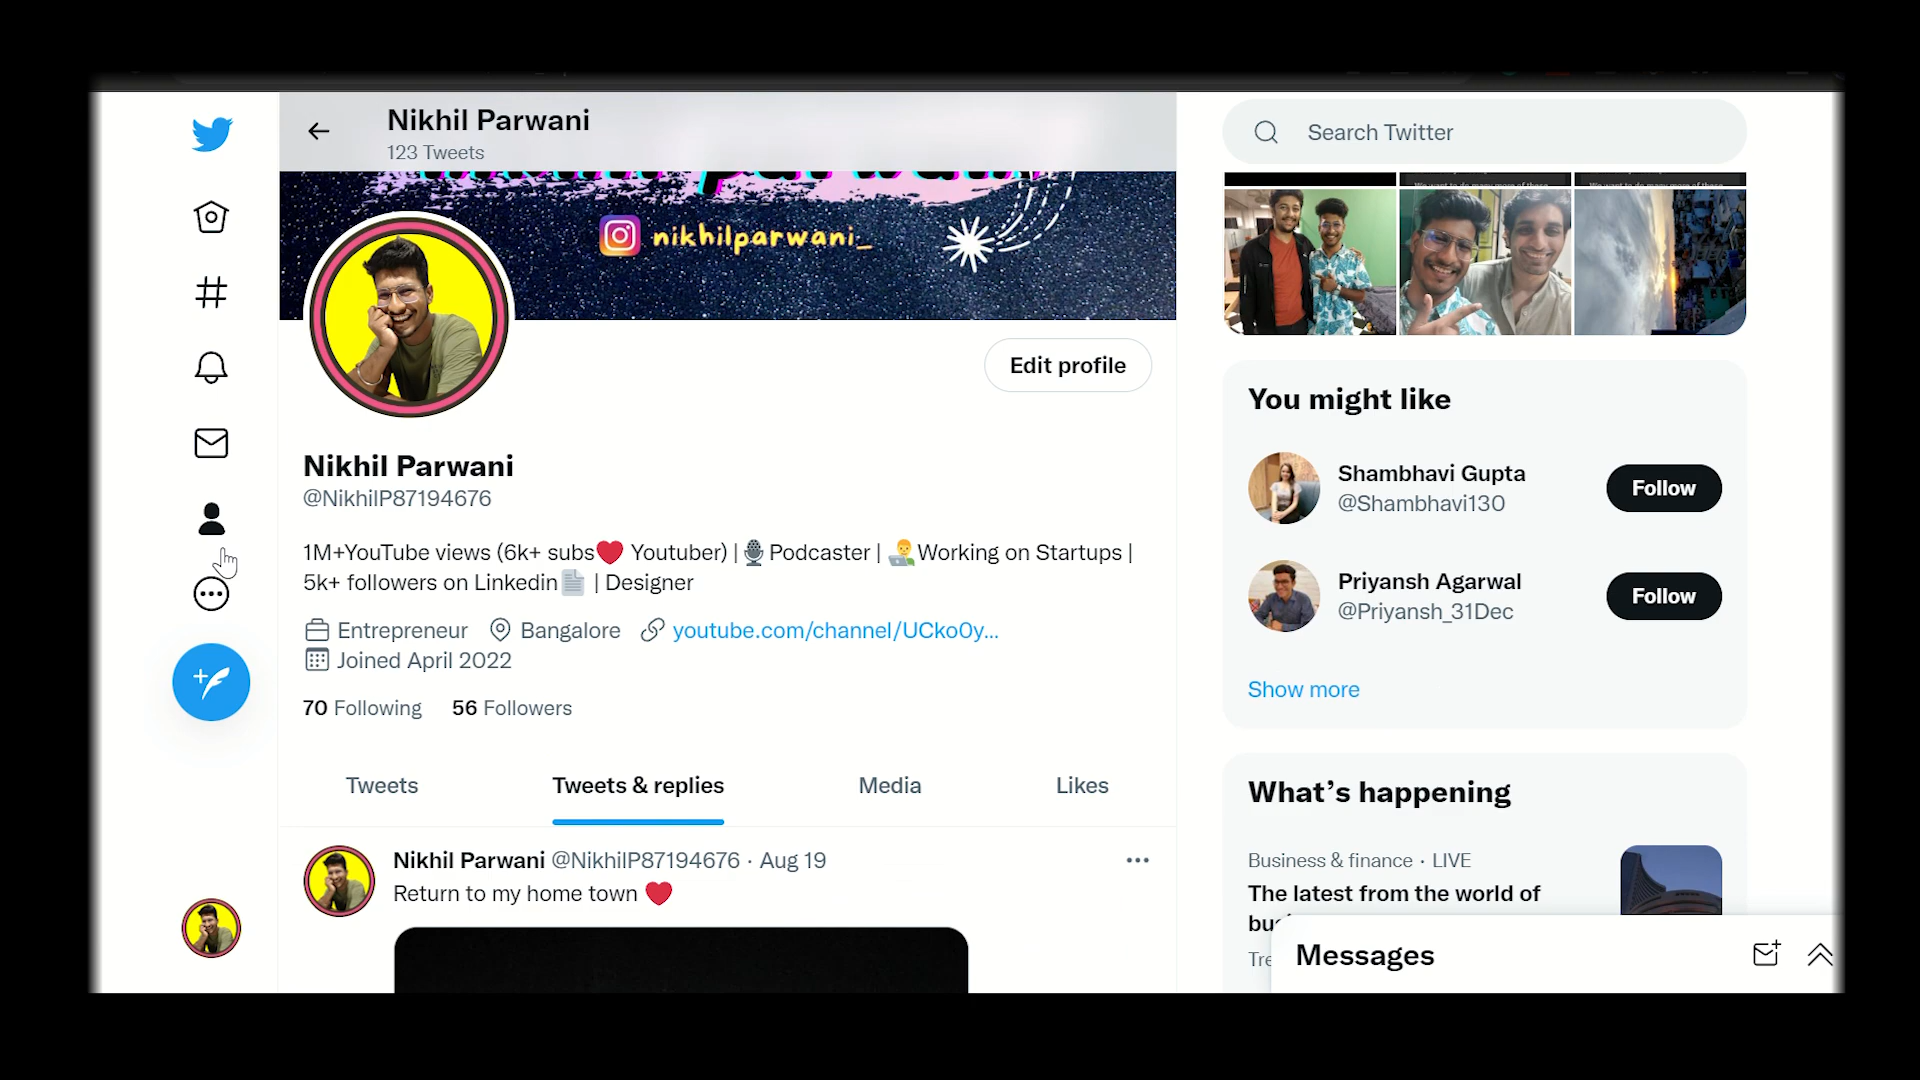 Nikhil Parwani
123 Tweets
nikhilparwani_
Edit profile
Nikhil Parwani
@NikhilP87194676
1M+YouTube views (6k+ subs❤️ Youtuber) | 🎙️Podcaster | 👨‍💻Working on Startups |
5k+ followers on Linkedin📄 | Designer
Entrepreneur Bangalore youtube.com/channel/UCko0y...
Joined April 2022
70 Following 56 Followers
Tweets Tweets & replies Media Likes
Nikhil Parwani @NikhilP87194676 · Aug 19
Return to my home town ❤️
Search Twitter
You might like
Shambhavi Gupta
@Shambhavi130
Follow
Priyansh Agarwal
@Priyansh_31Dec
Follow
Show more
What's happening
Business & finance · LIVE
The latest from the world of
Messages